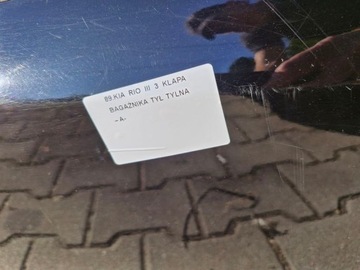 89.KIA RIO III 3 KLAPA
BAGAŻNIKA TYŁ TYLNA
-A-